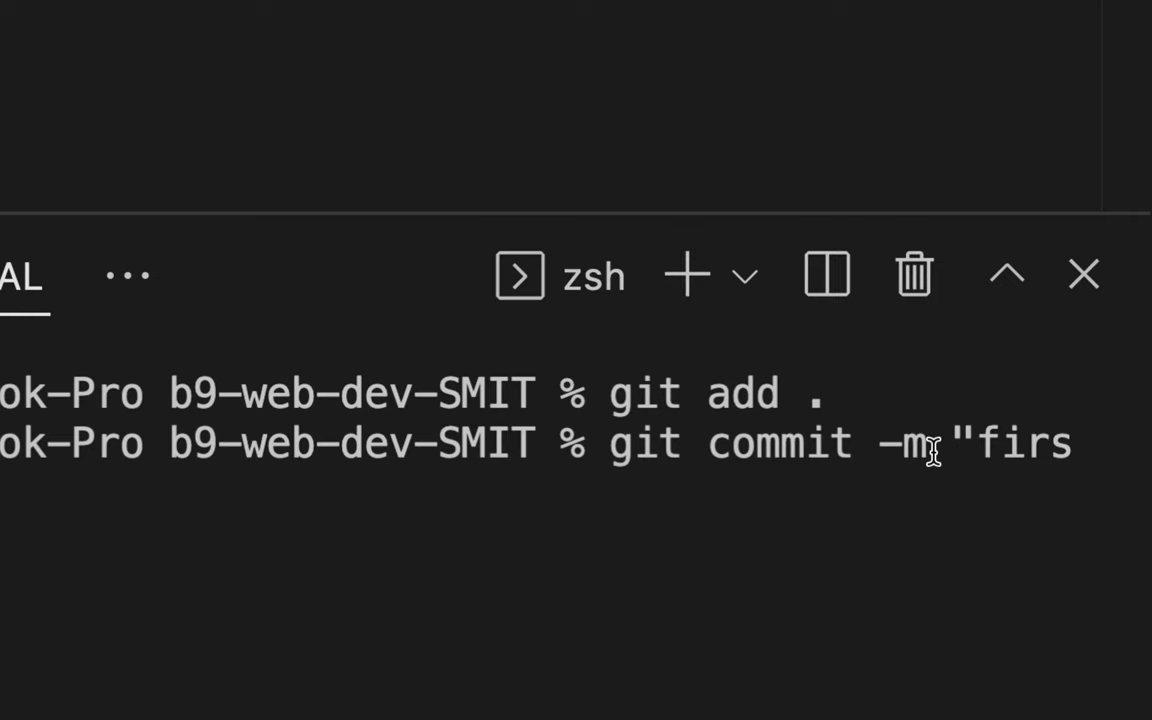 AL ... zsh
ok-Pro b9-web-dev-SMIT % git add .
ok-Pro b9-web-dev-SMIT % git commit -m "firs